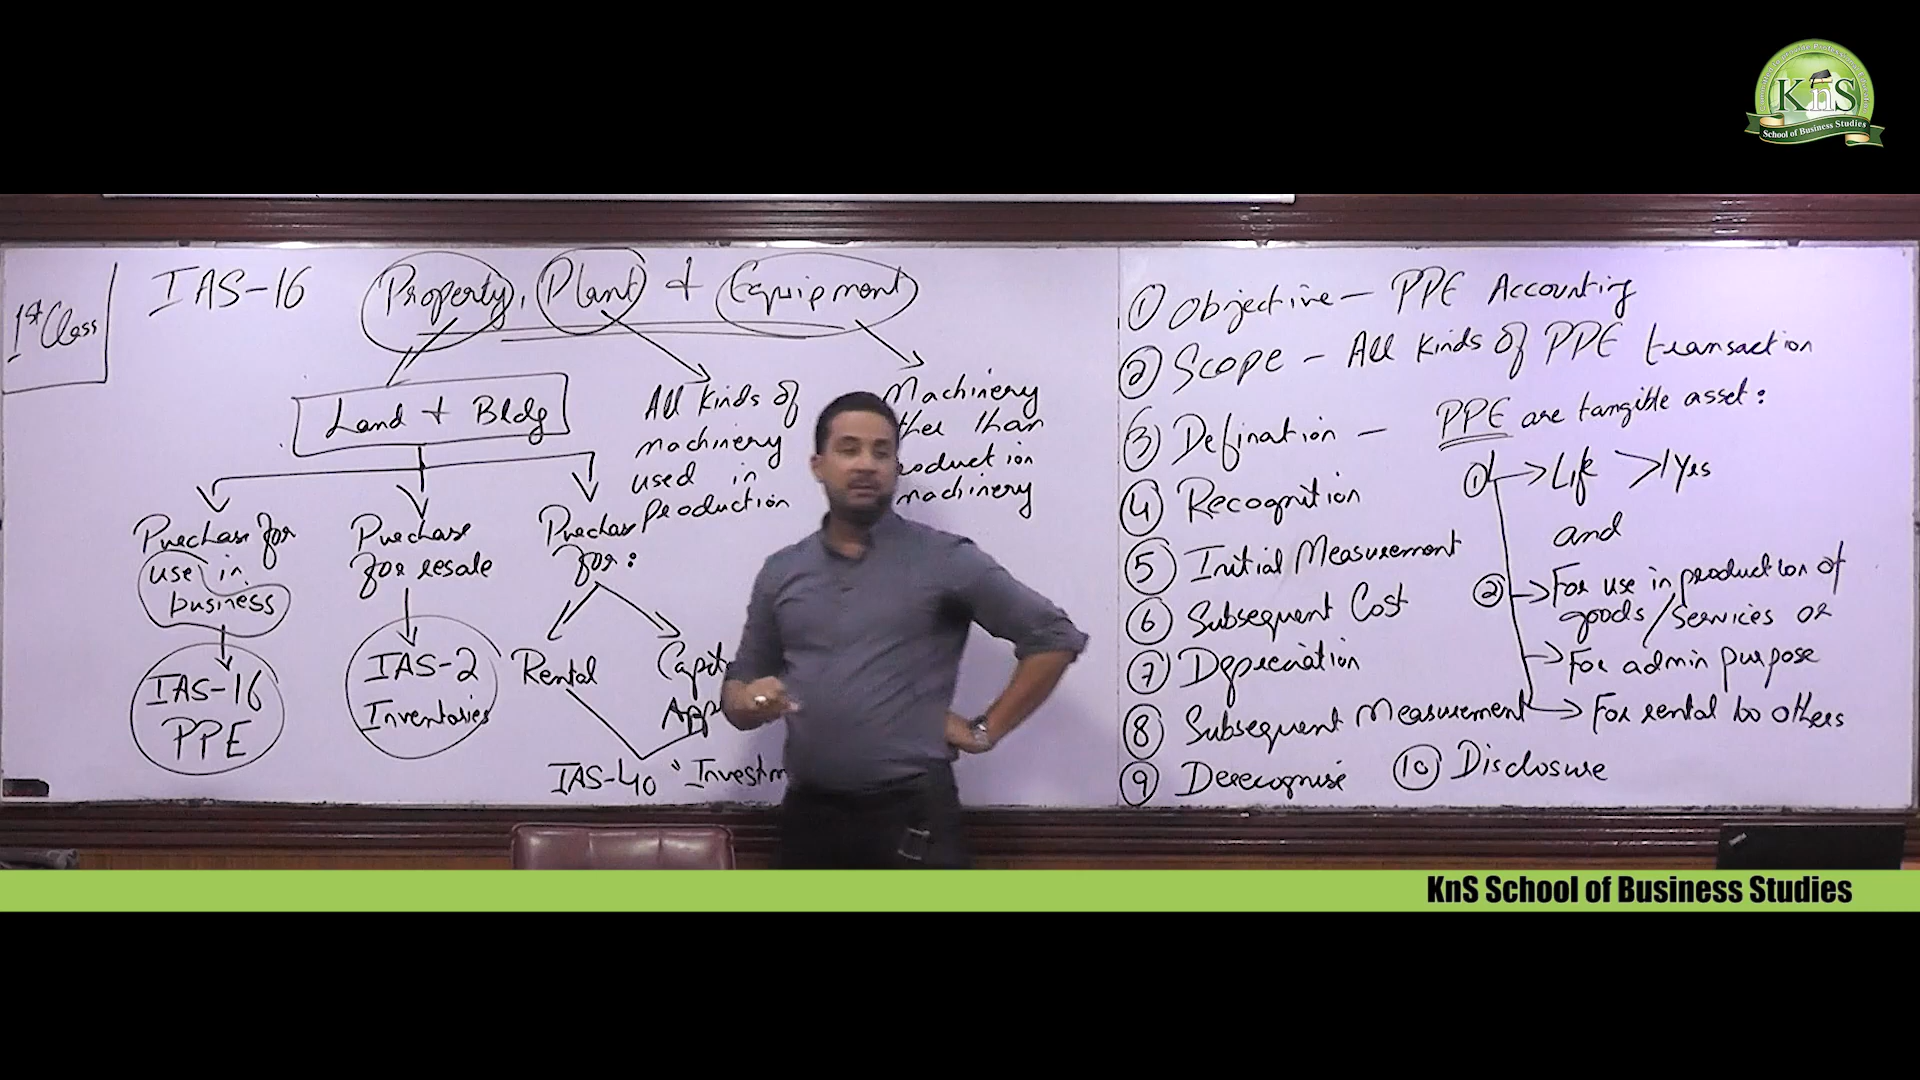 KnS
School of Business Studies
1st Class
IAS-16 Property, Plant & Equipment
Land & Bldg
Purchase for
use in
business
IAS-16
PPE
Purchase
for resale
IAS-2
Inventories
Purchase
for:
Rental
IAS-40 "Investm
All kinds of
machinery
used in
production
Machinery
than
machinery
① Objective - PPE Accounting
② Scope - All kinds of PPE transaction
③ Defination - PPE are tangible asset:
① Life >1 Yes
and
② For use in production of
goods/services or
For admin purpose
For rental to others
④ Recognition
⑤ Initial Measurement
⑥ Subsequent Cost
⑦ Depreciation
⑧ Subsequent Measurement
⑨ Derecognise
⑩ Disclosure
KnS School of Business Studies